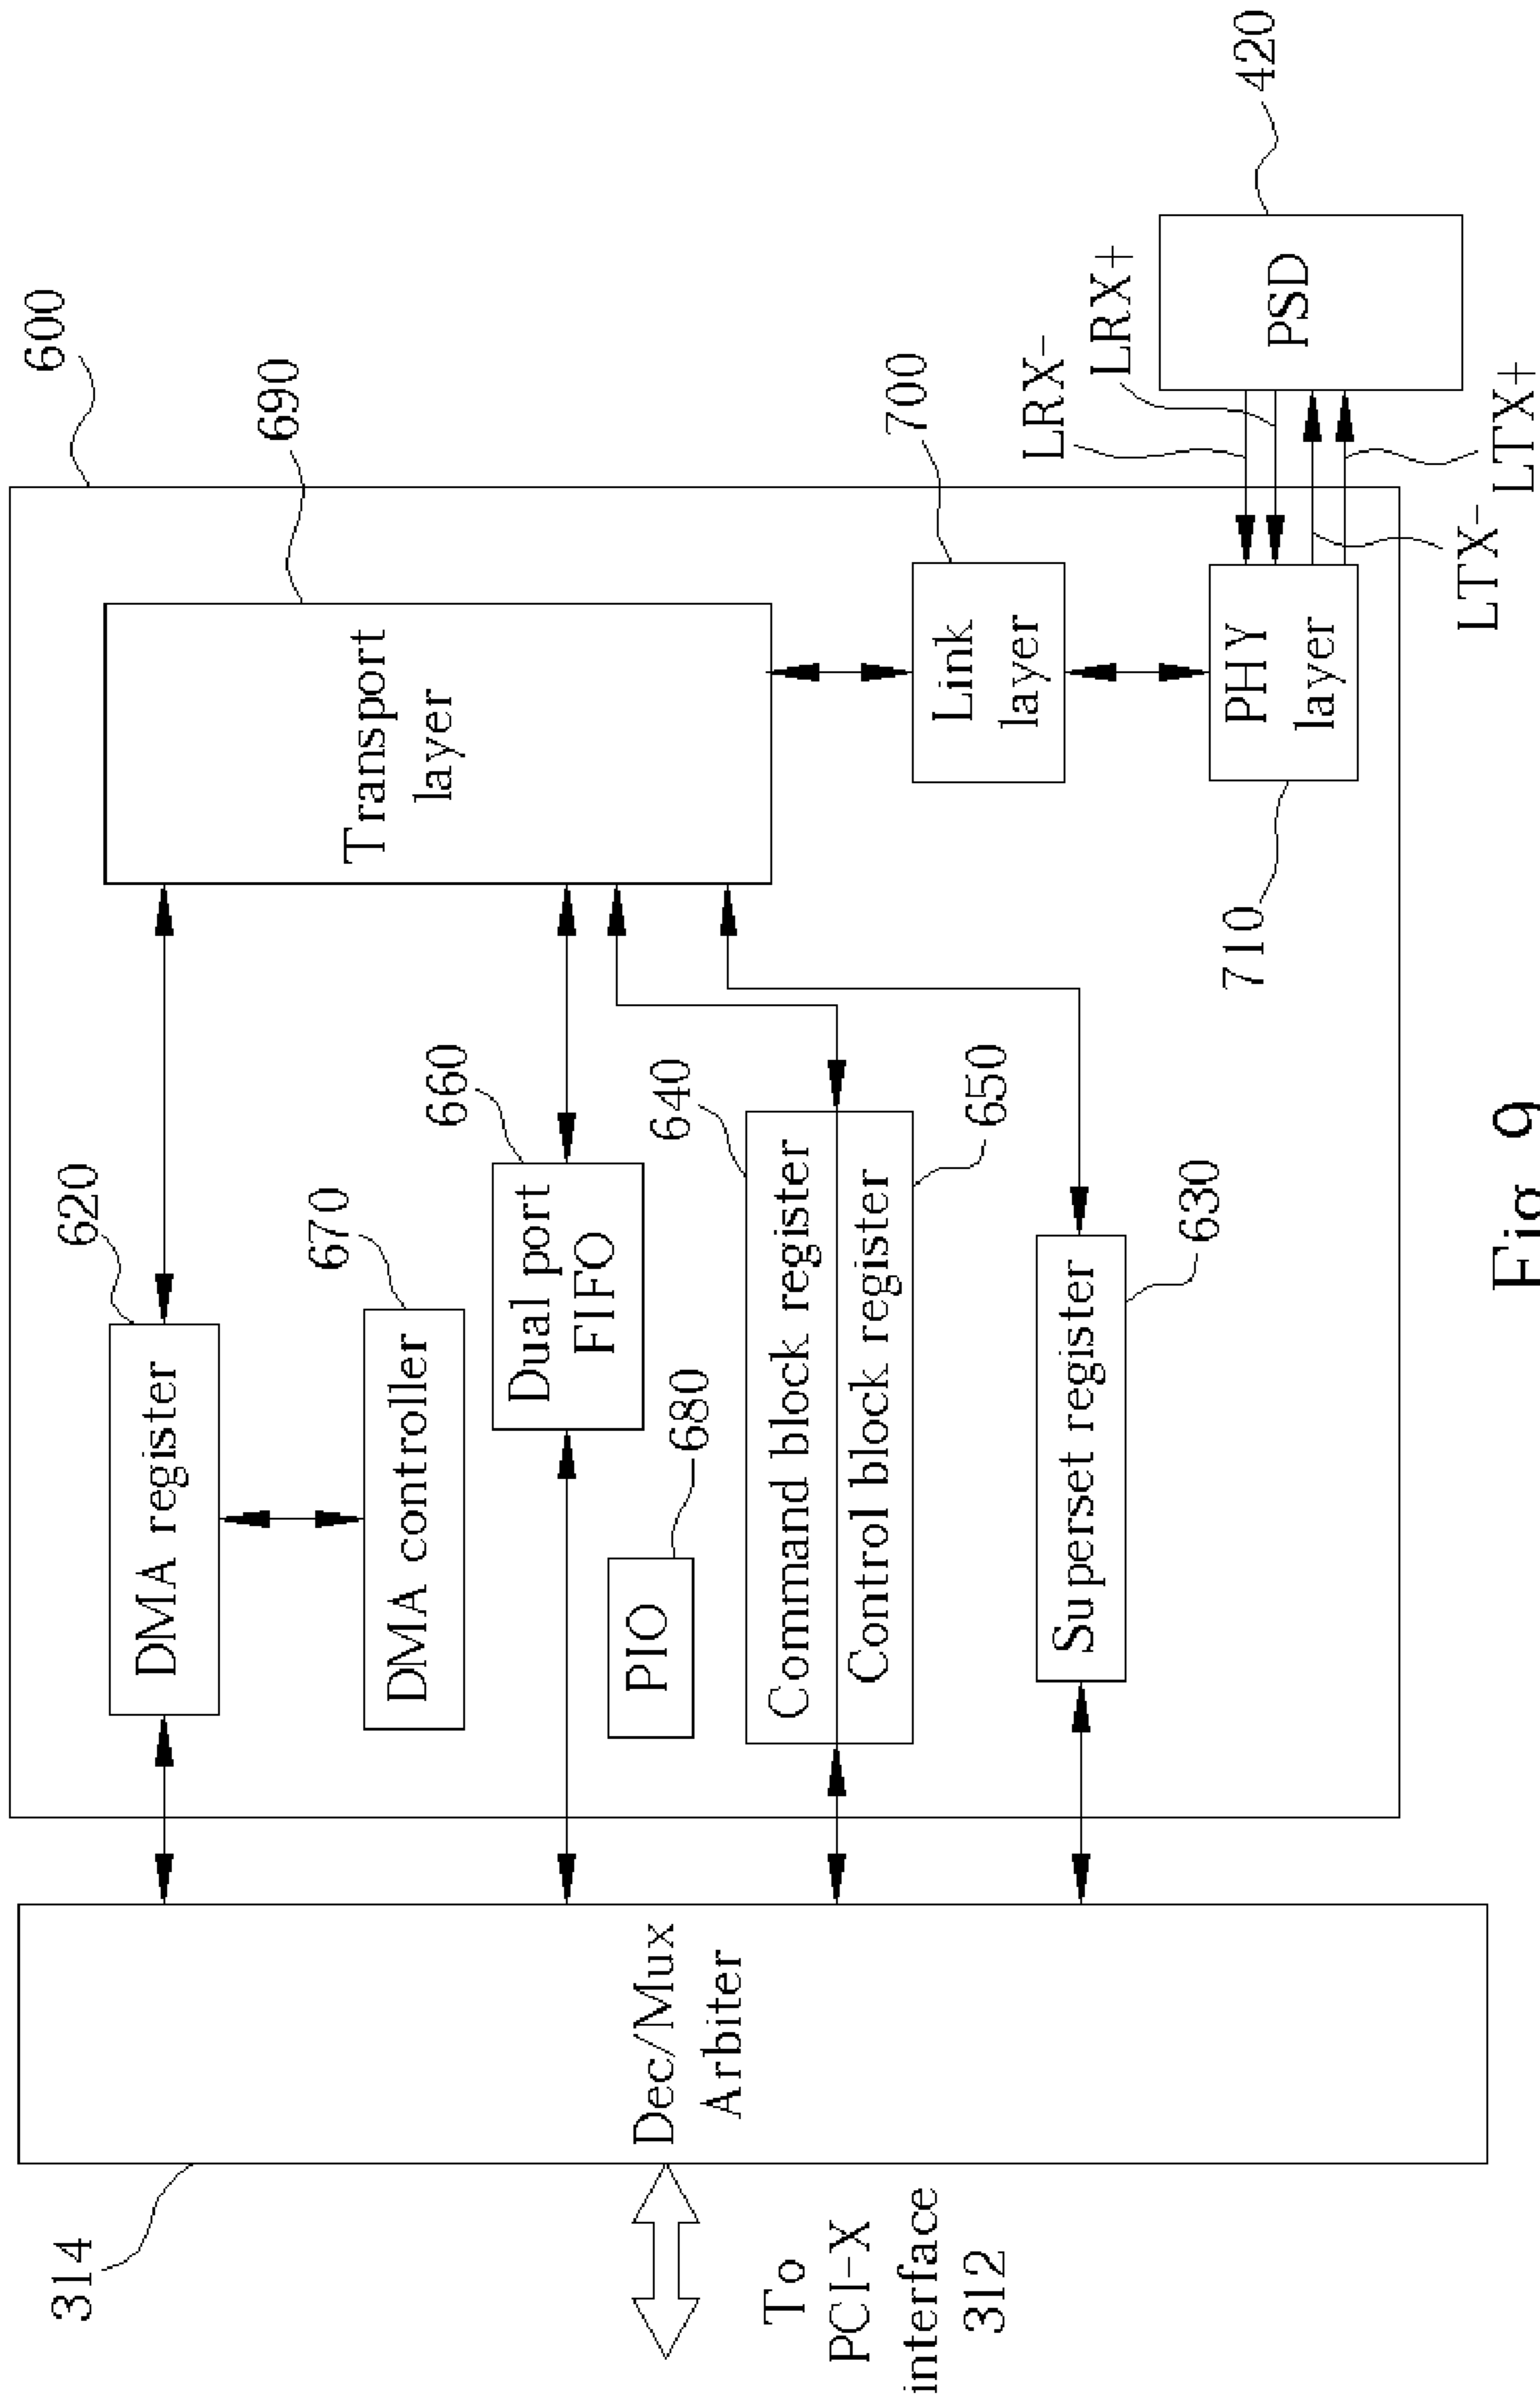 600
690
620
670
DMA register
DMA controller
Transport
layer
660
Dual port
FIFO
680
PIO
640
Command block register
Control block register
650
700
Link
layer
LRX-
LRX+
420
PSD
Superset register
630
710
PHY
layer
LTX-
LTX+
314
Dec/Mux
Arbiter
To
PCI-X
interface
312
Fig. 9